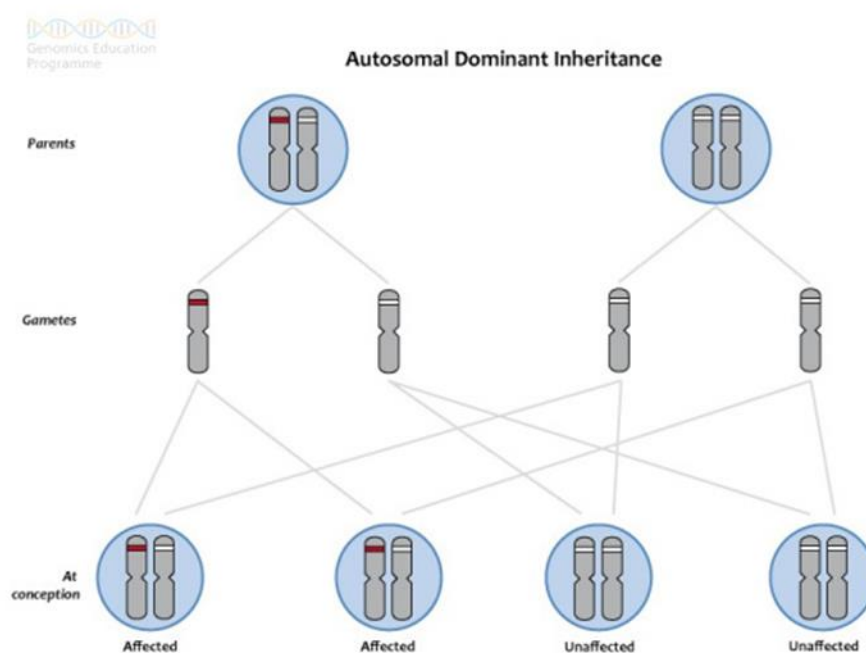 Genomics Education
Programme
Autosomal Dominant Inheritance
Parents
Gametes
At
conception
Affected
Affected
Unaffected
Unaffected